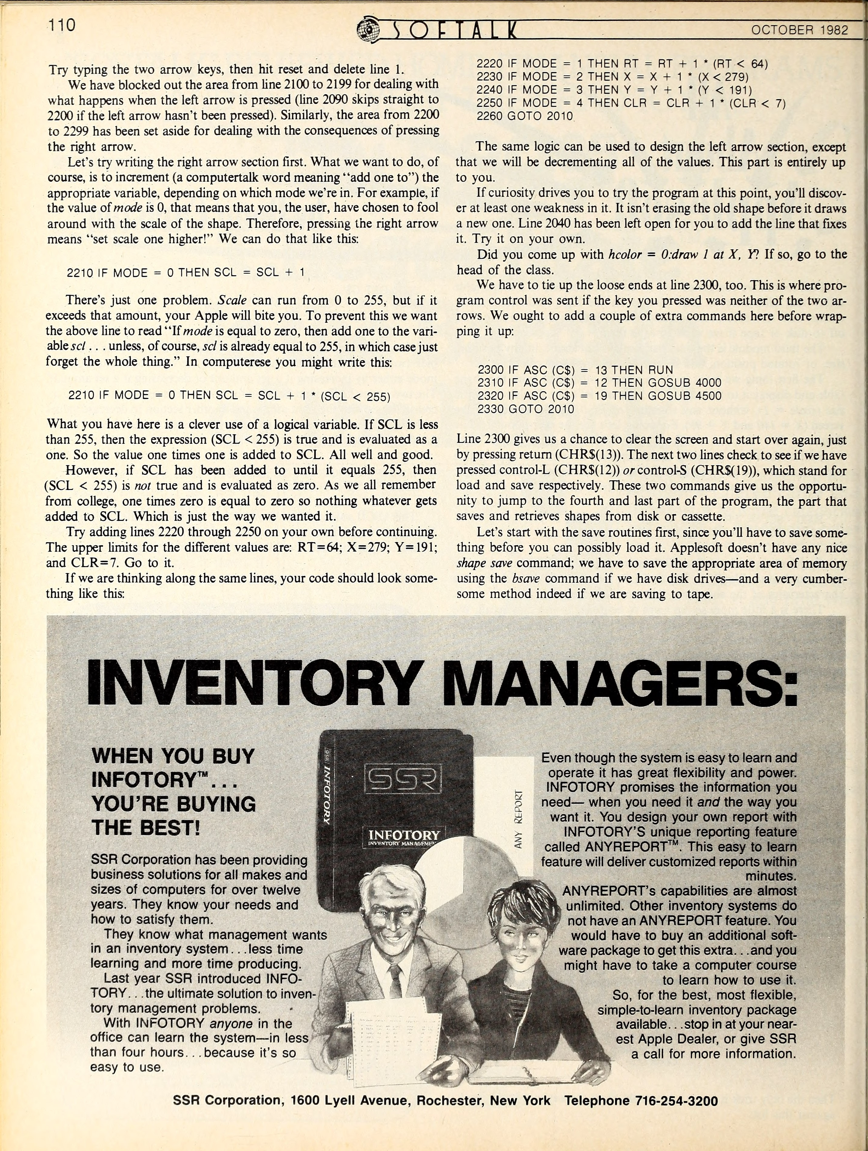 110
SOFTALK
OCTOBER 1982
Try typing the two arrow keys, then hit reset and delete line 1.
We have blocked out the area from line 2100 to 2199 for dealing with
what happens when the left arrow is pressed (line 2090 skips straight to
2200 if the left arrow hasn't been pressed). Similarly, the area from 2200
to 2299 has been set aside for dealing with the consequences of pressing
the right arrow.
Let's try writing the right arrow section first. What we want to do, of
course, is to increment (a computertalk word meaning "add one to") the
appropriate variable, depending on which mode we're in. For example, if
the value of mode is 0, that means that you, the user, have chosen to fool
around with the scale of the shape. Therefore, pressing the right arrow
means "set scale one higher!" We can do that like this:
2210 IF MODE = 0 THEN SCL = SCL + 1
There's just one problem. Scale can run from 0 to 255, but if it
exceeds that amount, your Apple will bite you. To prevent this we want
the above line to read "If mode is equal to zero, then add one to the vari-
able scl . . . unless, of course, scl is already equal to 255, in which case just
forget the whole thing." In computerese you might write this:
2210 IF MODE = 0 THEN SCL = SCL + 1 * (SCL < 255)
What you have here is a clever use of a logical variable. If SCL is less
than 255, then the expression (SCL < 255) is true and is evaluated as a
one. So the value one times one is added to SCL. All well and good.
However, if SCL has been added to until it equals 255, then
(SCL < 255) is not true and is evaluated as zero. As we all remember
from college, one times zero is equal to zero so nothing whatever gets
added to SCL. Which is just the way we wanted it.
Try adding lines 2220 through 2250 on your own before continuing.
The upper limits for the different values are: RT=64; X=279; Y=191;
and CLR=7. Go to it.
If we are thinking along the same lines, your code should look some-
thing like this:
2220 IF MODE = 1 THEN RT = RT + 1 * (RT < 64)
2230 IF MODE = 2 THEN X = X + 1 * (X < 279)
2240 IF MODE = 3 THEN Y = Y + 1 * (Y < 191)
2250 IF MODE = 4 THEN CLR = CLR + 1 * (CLR < 7)
2260 GOTO 2010
The same logic can be used to design the left arrow section, except
that we will be decrementing all of the values. This part is entirely up
to you.
If curiosity drives you to try the program at this point, you'll discov-
er at least one weakness in it. It isn't erasing the old shape before it draws
a new one. Line 2040 has been left open for you to add the line that fixes
it. Try it on your own.
Did you come up with hcolor = 0:draw 1 at X, Y? If so, go to the
head of the class.
We have to tie up the loose ends at line 2300, too. This is where pro-
gram control was sent if the key you pressed was neither of the two ar-
rows. We ought to add a couple of extra commands here before wrap-
ping it up:
2300 IF ASC (C$) = 13 THEN RUN
2310 IF ASC (C$) = 12 THEN GOSUB 4000
2320 IF ASC (C$) = 19 THEN GOSUB 4500
2330 GOTO 2010
Line 2300 gives us a chance to clear the screen and start over again, just
by pressing return (CHR$(13)). The next two lines check to see if we have
pressed control-L (CHR$(12)) or control-S (CHR$(19)), which stand for
load and save respectively. These two commands give us the opportu-
nity to jump to the fourth and last part of the program, the part that
saves and retrieves shapes from disk or cassette.
Let's start with the save routines first, since you'll have to save some-
thing before you can possibly load it. Applesoft doesn't have any nice
shape save command; we have to save the appropriate area of memory
using the bsave command if we have disk drives—and a very cumber-
some method indeed if we are saving to tape.
INVENTORY MANAGERS:
WHEN YOU BUY
INFOTORY™...
YOU'RE BUYING
THE BEST!
SSR Corporation has been providing
business solutions for all makes and
sizes of computers for over twelve
years. They know your needs and
how to satisfy them.
They know what management wants
in an inventory system...less time
learning and more time producing.
Last year SSR introduced INFO-
TORY...the ultimate solution to inven-
tory management problems.
With INFOTORY anyone in the
office can learn the system—in less
than four hours...because it's so
easy to use.
SSR INFOTORY
SSR
INFOTORY
INVENTORY MANAGEMENT
ANY REPORT
Even though the system is easy to learn and
operate it has great flexibility and power.
INFOTORY promises the information you
need— when you need it and the way you
want it. You design your own report with
INFOTORY'S unique reporting feature
called ANYREPORT™. This easy to learn
feature will deliver customized reports within
minutes.
ANYREPORT's capabilities are almost
unlimited. Other inventory systems do
not have an ANYREPORT feature. You
would have to buy an additional soft-
ware package to get this extra...and you
might have to take a computer course
to learn how to use it.
So, for the best, most flexible,
simple-to-learn inventory package
available...stop in at your near-
est Apple Dealer, or give SSR
a call for more information.
SSR Corporation, 1600 Lyell Avenue, Rochester, New York Telephone 716-254-3200